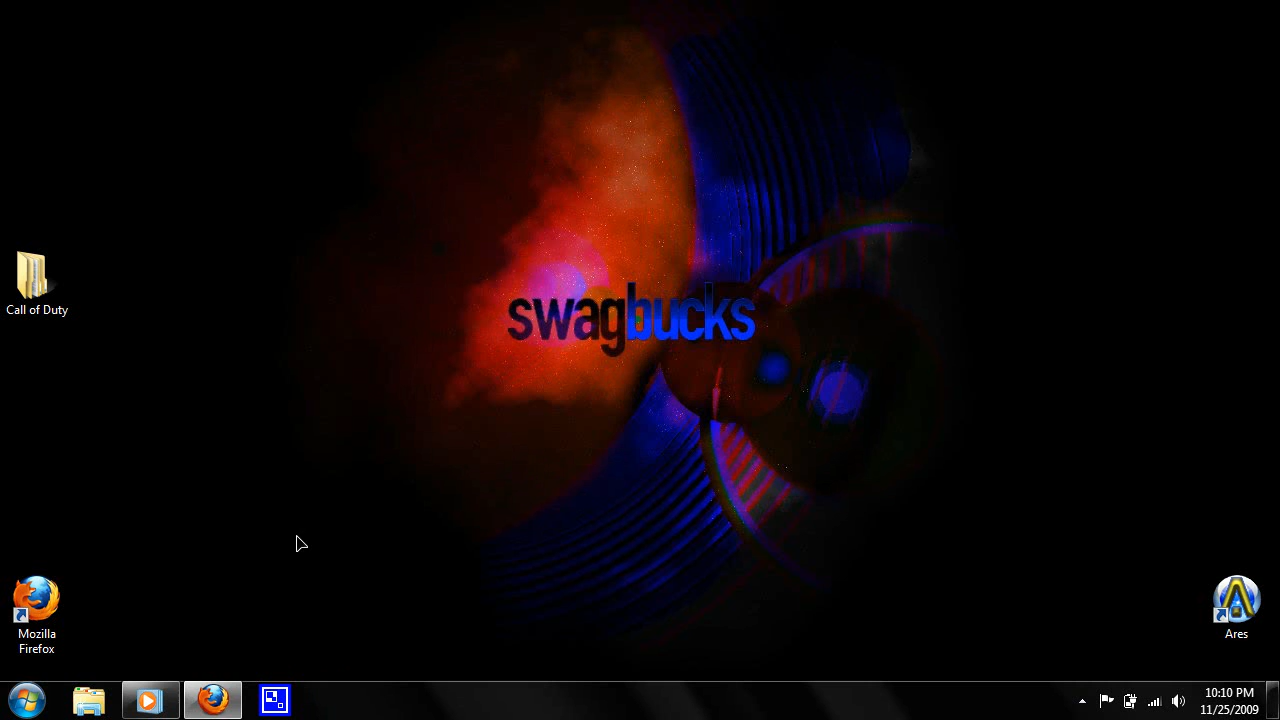 swagbucks
Call of Duty
Mozilla
Firefox
Ares
10:10 PM
11/25/2009